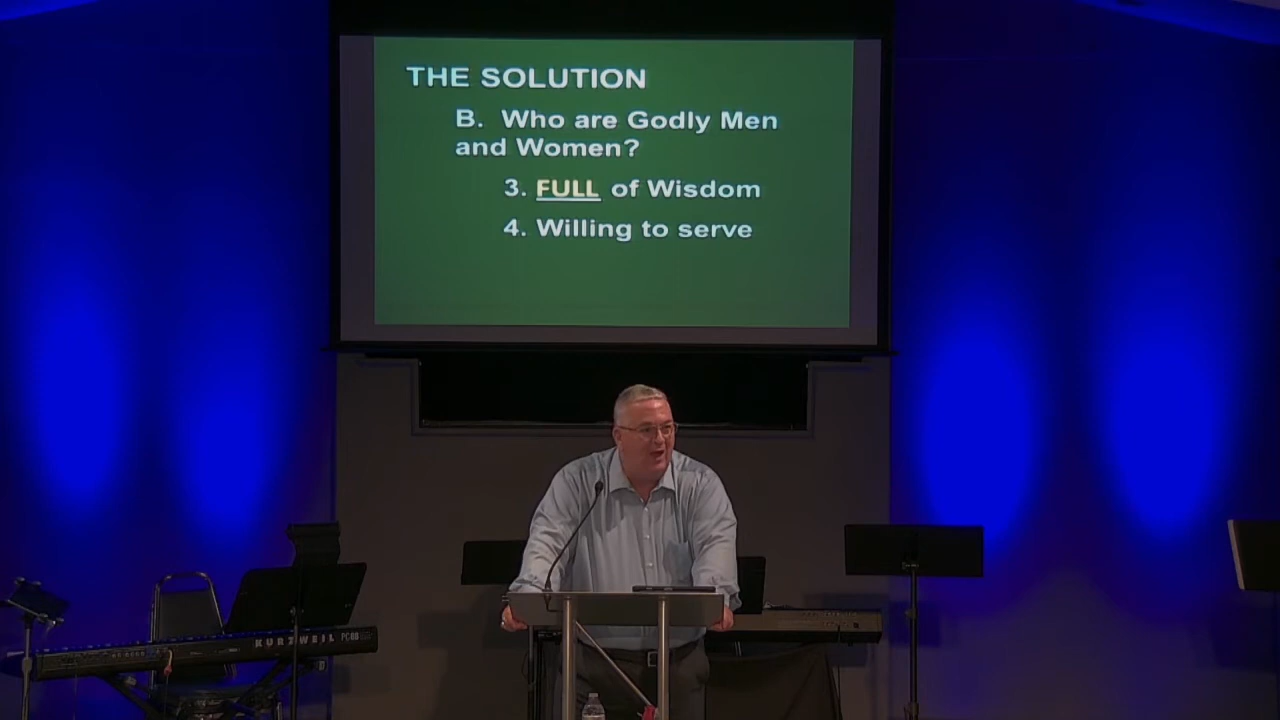 THE SOLUTION
B. Who are Godly Men
and Women?
3. FULL of Wisdom
4. Willing to serve
KURZWEIL PC88